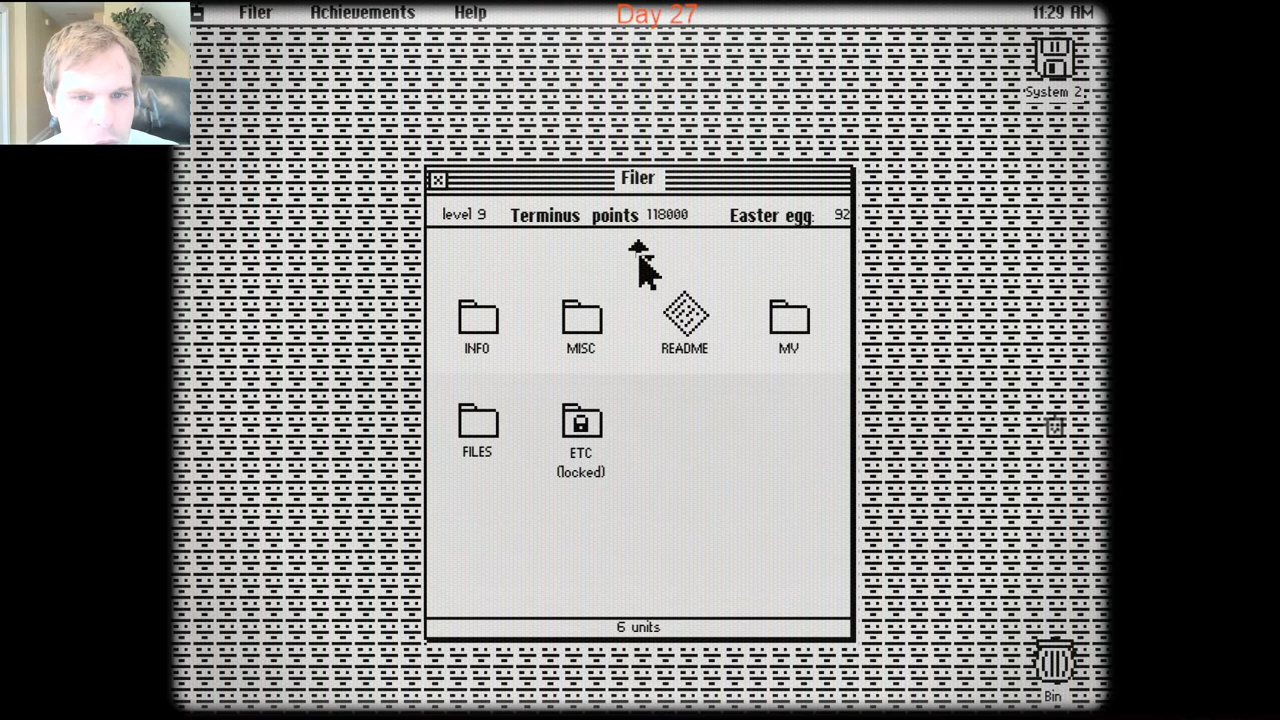 Filer Achievements Help Day 27 11:29 AM
System 2
Filer
level 9 Terminus points 118000 Easter egg: 92
INFO MISC README MV
FILES ETC
(locked)
6 units
Bin